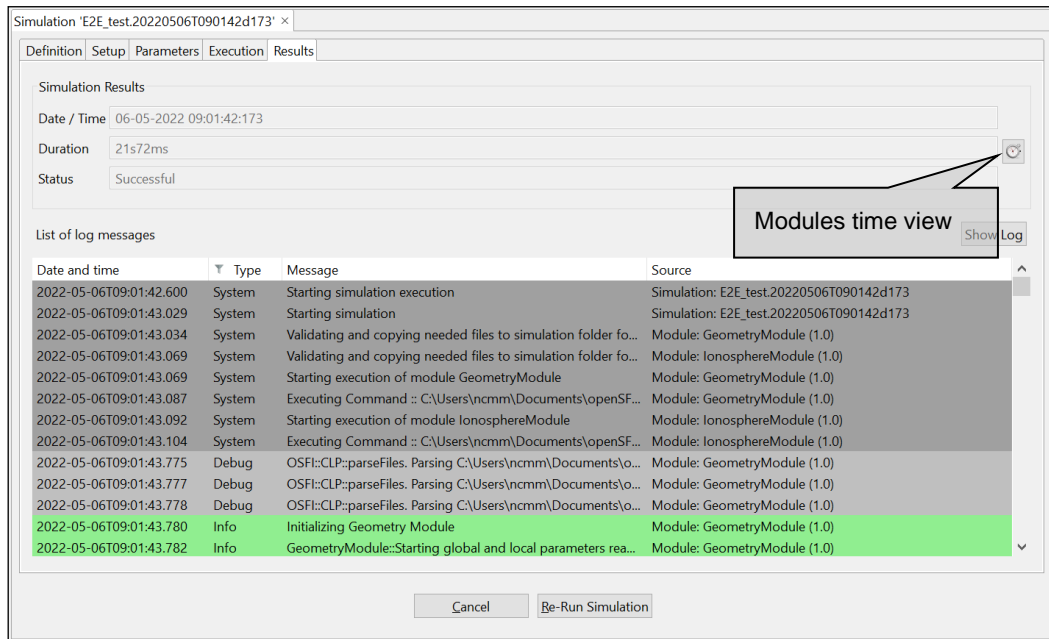 Simulation 'E2E_test.20220506T090142d173' ×
Definition Setup Parameters Execution Results
Simulation Results
Date / Time 06-05-2022 09:01:42:173
Duration 21s72ms
Status Successful
Modules time view
List of log messages Show Log
Date and time Type Message Source
2022-05-06T09:01:42.600 System Starting simulation execution Simulation: E2E_test.20220506T090142d173
2022-05-06T09:01:43.029 System Starting simulation Simulation: E2E_test.20220506T090142d173
2022-05-06T09:01:43.034 System Validating and copying needed files to simulation folder fo... Module: GeometryModule (1.0)
2022-05-06T09:01:43.069 System Validating and copying needed files to simulation folder fo... Module: IonosphereModule (1.0)
2022-05-06T09:01:43.069 System Starting execution of module GeometryModule Module: GeometryModule (1.0)
2022-05-06T09:01:43.087 System Executing Command :: C:\Users\ncmm\Documents\openSF... Module: GeometryModule (1.0)
2022-05-06T09:01:43.092 System Starting execution of module IonosphereModule Module: IonosphereModule (1.0)
2022-05-06T09:01:43.104 System Executing Command :: C:\Users\ncmm\Documents\openSF... Module: IonosphereModule (1.0)
2022-05-06T09:01:43.775 Debug OSFI::CLP::parseFiles. Parsing C:\Users\ncmm\Documents\o... Module: GeometryModule (1.0)
2022-05-06T09:01:43.777 Debug OSFI::CLP::parseFiles. Parsing C:\Users\ncmm\Documents\o... Module: GeometryModule (1.0)
2022-05-06T09:01:43.778 Debug OSFI::CLP::parseFiles. Parsing C:\Users\ncmm\Documents\o... Module: GeometryModule (1.0)
2022-05-06T09:01:43.780 Info Initializing Geometry Module Module: GeometryModule (1.0)
2022-05-06T09:01:43.782 Info GeometryModule::Starting global and local parameters rea... Module: GeometryModule (1.0)
Cancel Re-Run Simulation